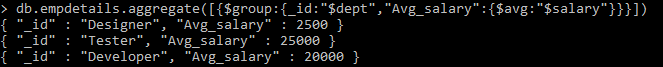 > db.empdetails.aggregate([{$group:{_id:"$dept","Avg_salary":{$avg:"$salary"}}}])
{ "_id" : "Designer", "Avg_salary" : 2500 }
{ "_id" : "Tester", "Avg_salary" : 25000 }
{ "_id" : "Developer", "Avg_salary" : 20000 }